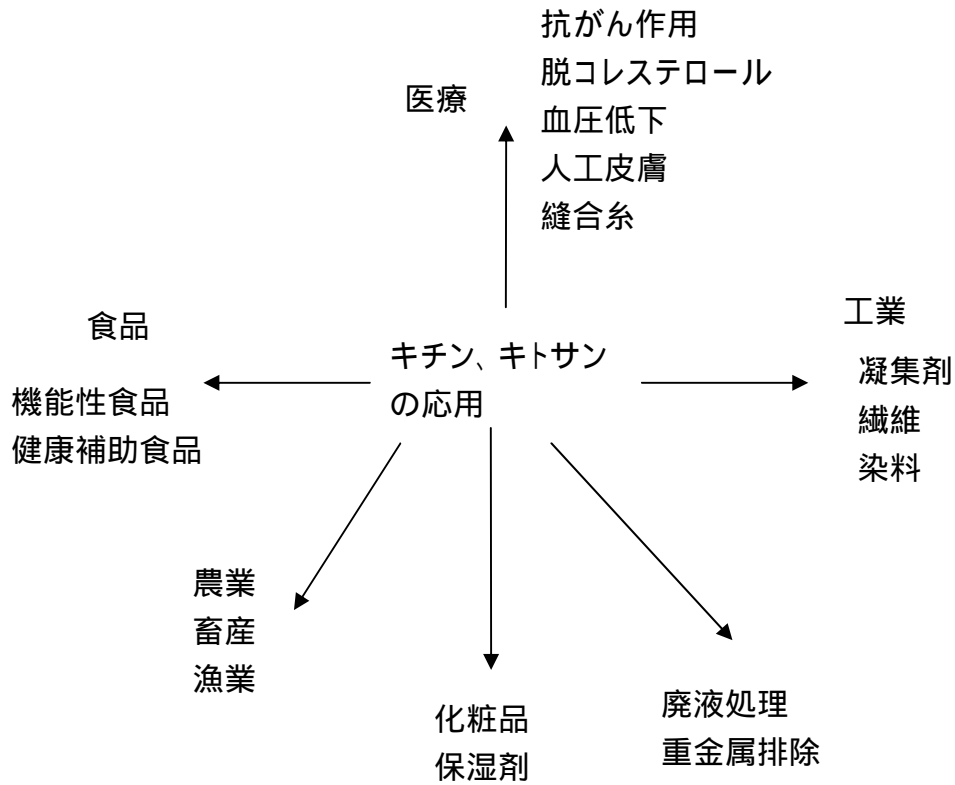 医療
抗がん作用
脱コレステロール
血圧低下
人工皮膚
縫合糸
食品
機能性食品
健康補助食品
キチン、キトサン
の応用
工業
凝集剤
繊維
染料
農業
畜産
漁業
化粧品
保湿剤
廃液処理
重金属排除